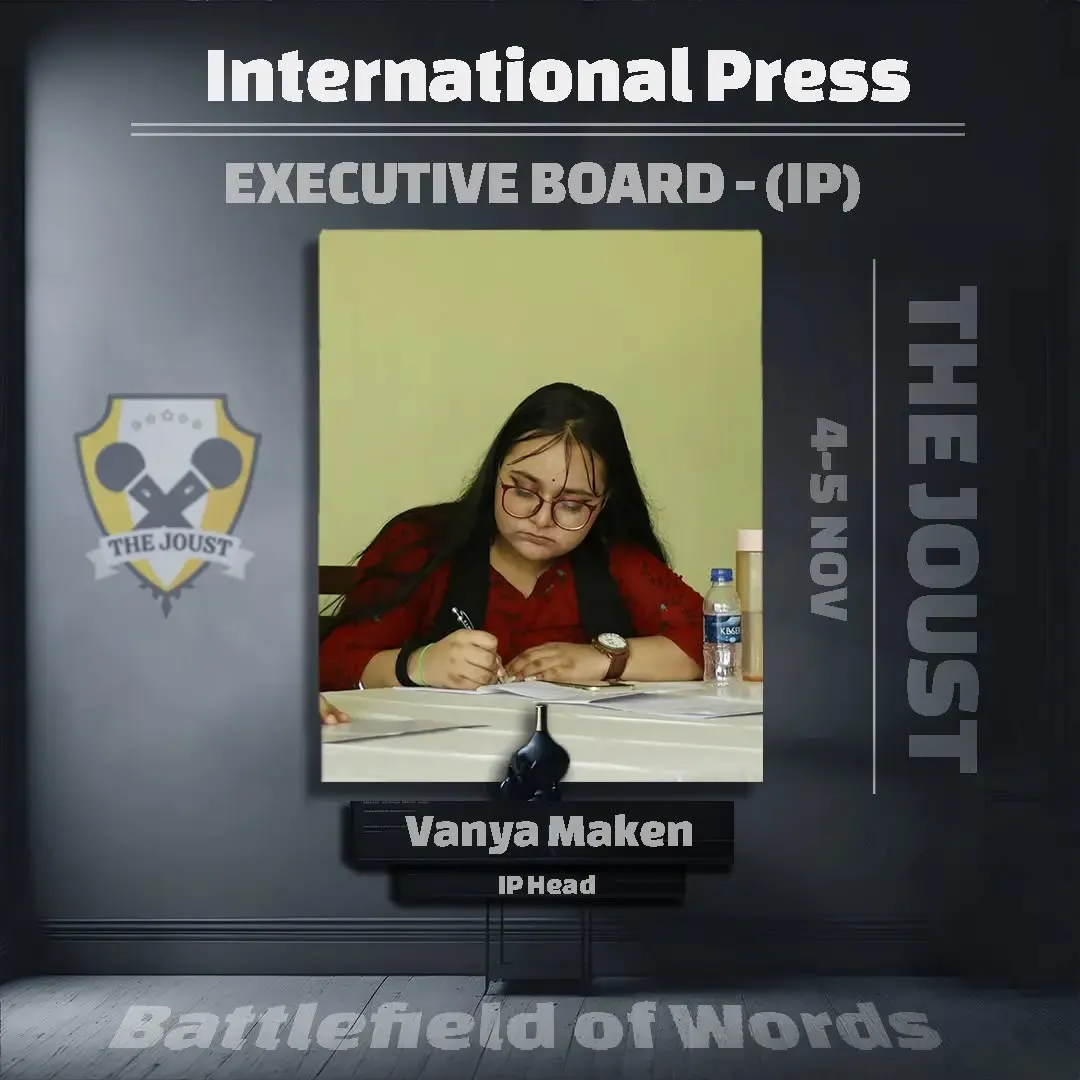 International Press
EXECUTIVE BOARD - (IP)
THE JOUST
4-5 NOV
THE JOUST
Vanya Maken
IP Head
Battlefield of Words